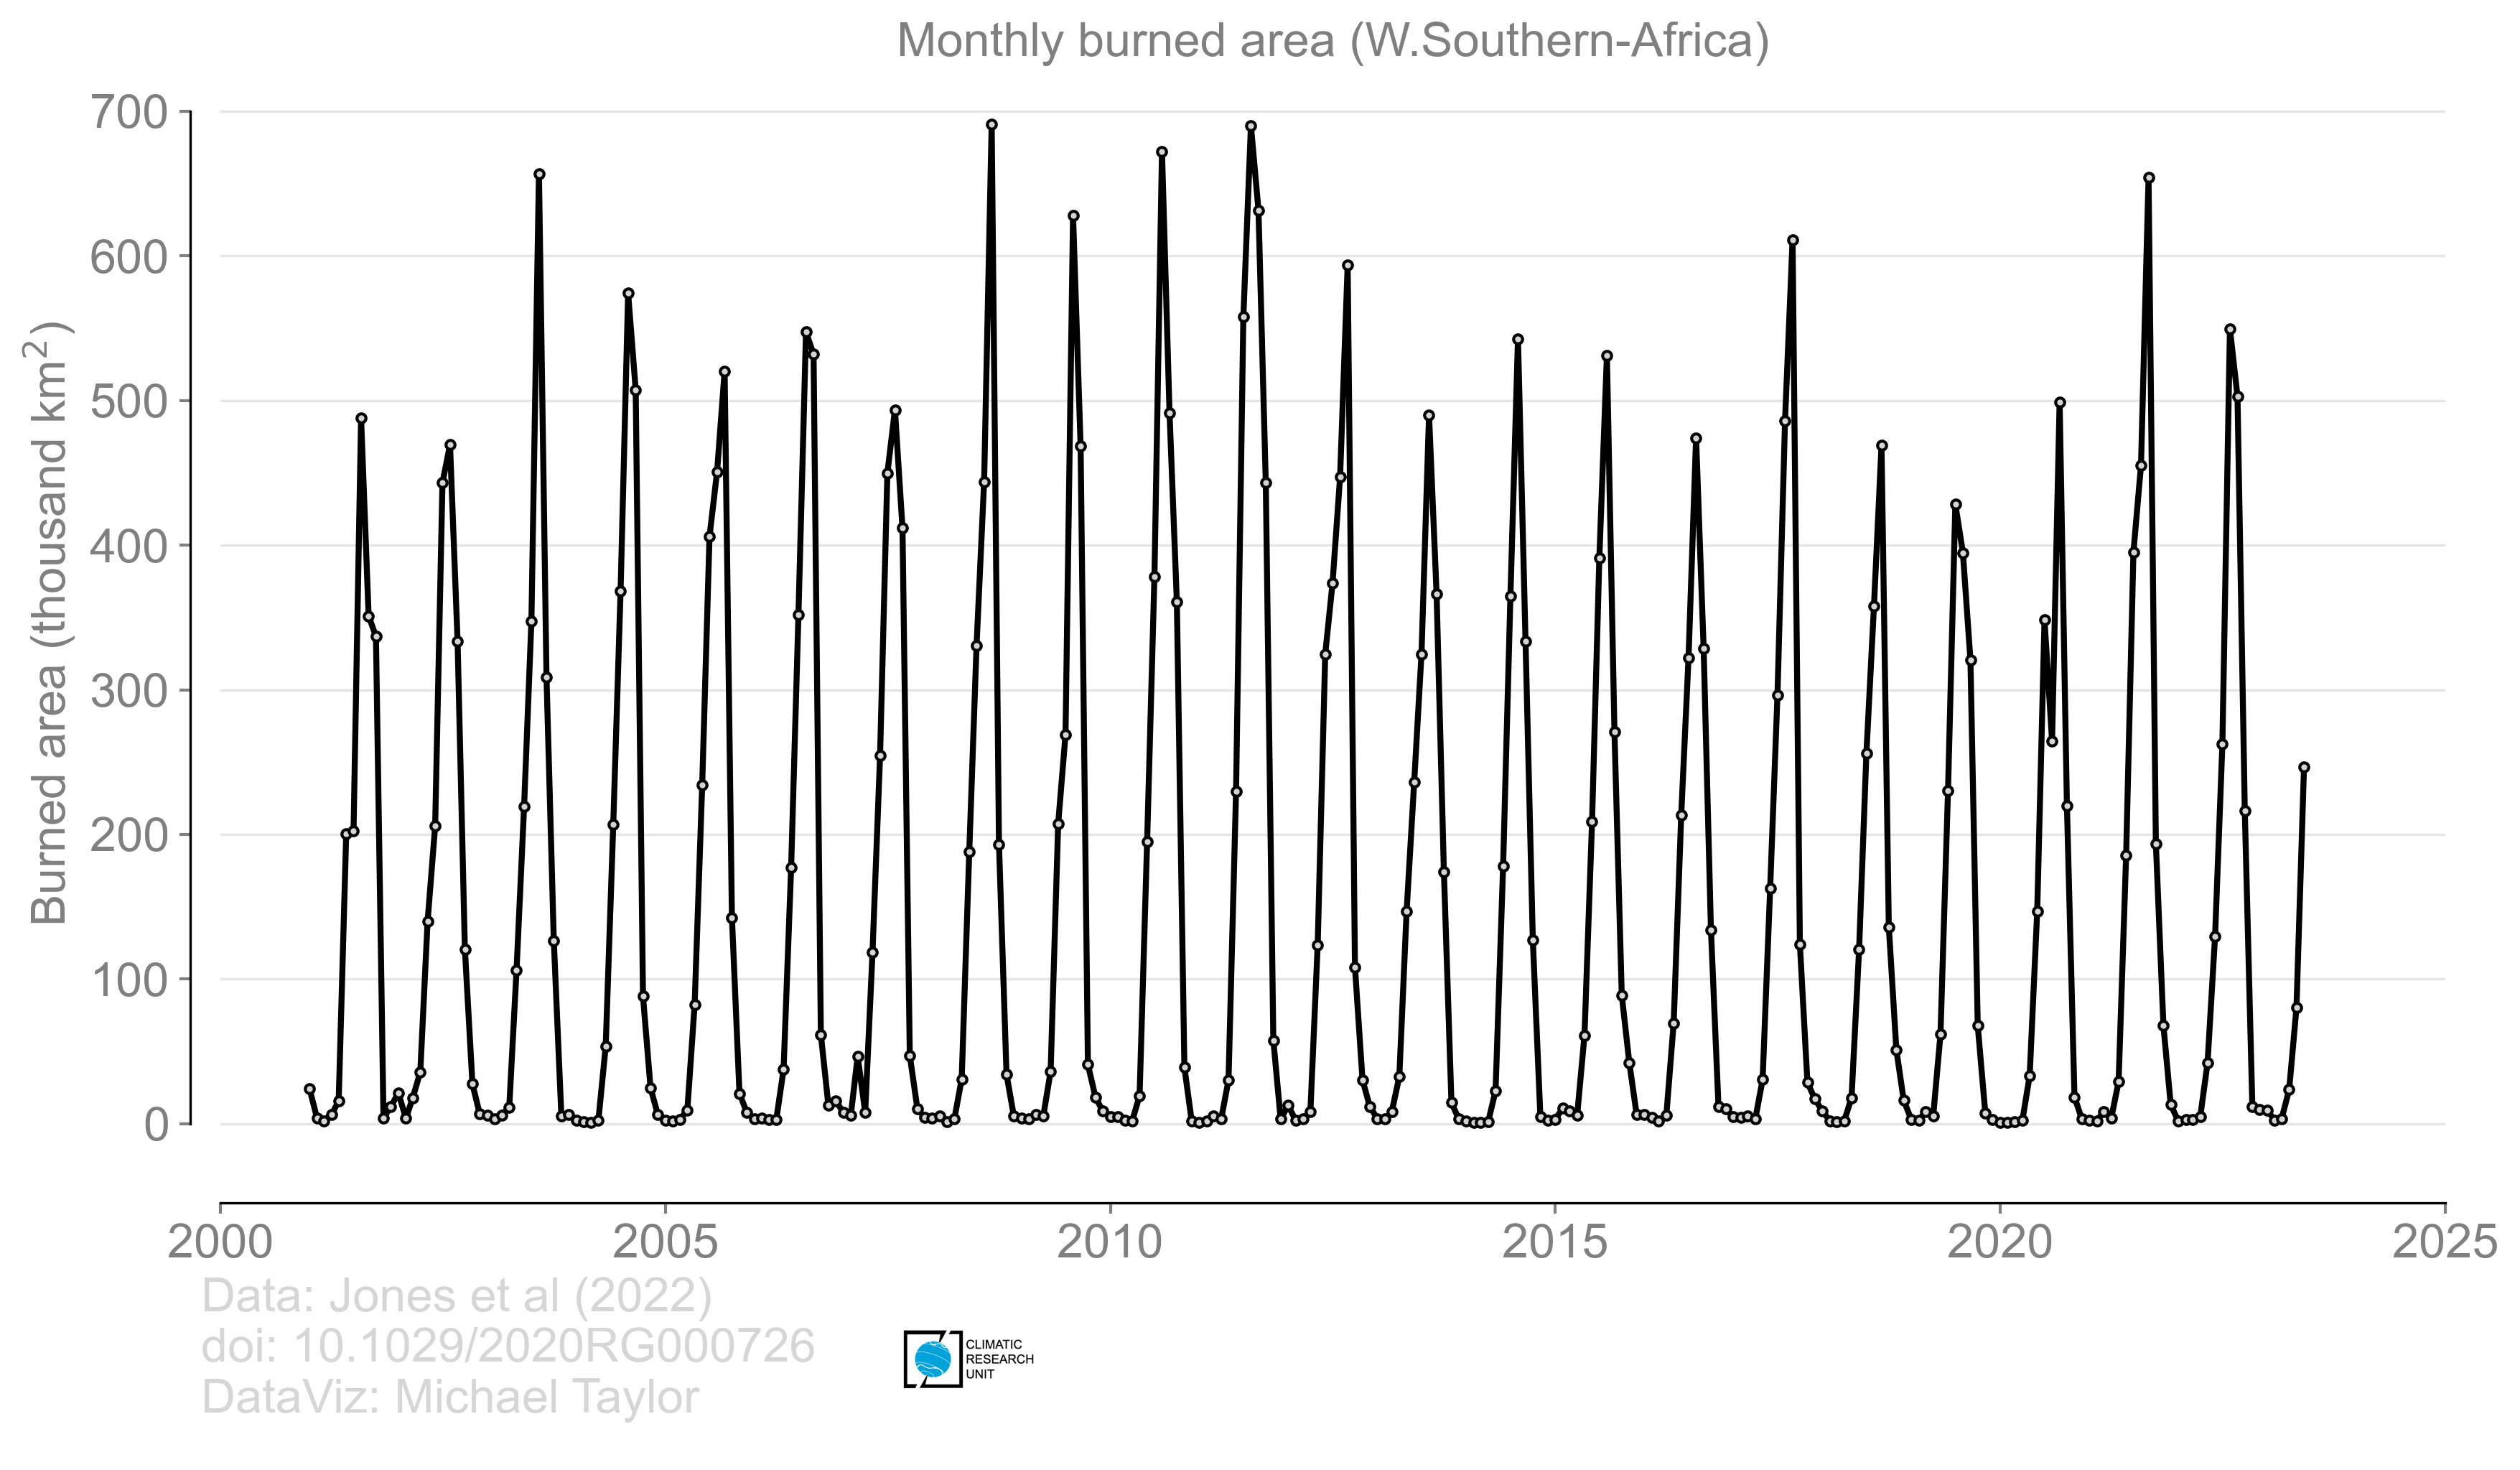 Monthly burned area (W.Southern-Africa)
Burned area (thousand km²)
700
600
500
400
300
200
100
0
2000 2005 2010 2015 2020 2025
Data: Jones et al (2022)
doi: 10.1029/2020RG000726
DataViz: Michael Taylor
CLIMATIC
RESEARCH
UNIT